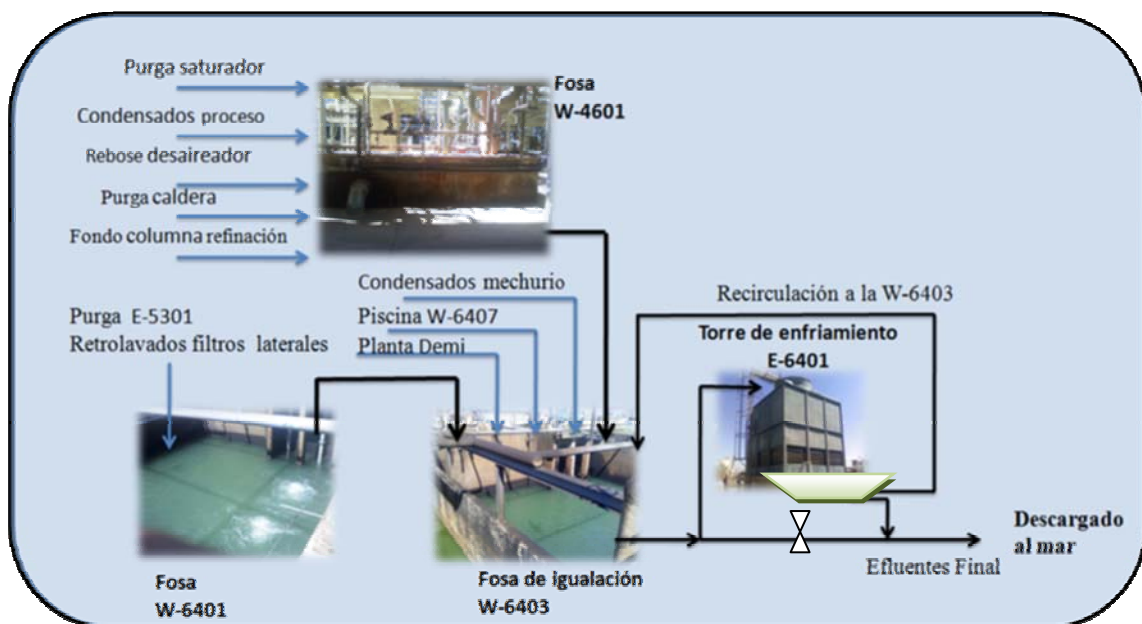 Purga saturador
Condensados proceso
Rebose desaireador
Purga caldera
Fondo columna refinación
Fosa
W-4601
Condensados mechurio
Piscina W-6407
Planta Demi
Purga E-5301
Retrolavados filtros laterales
Recirculación a la W-6403
Torre de enfriamiento
E-6401
Descargado
al mar
Efluentes Final
Fosa
W-6401
Fosa de igualación
W-6403